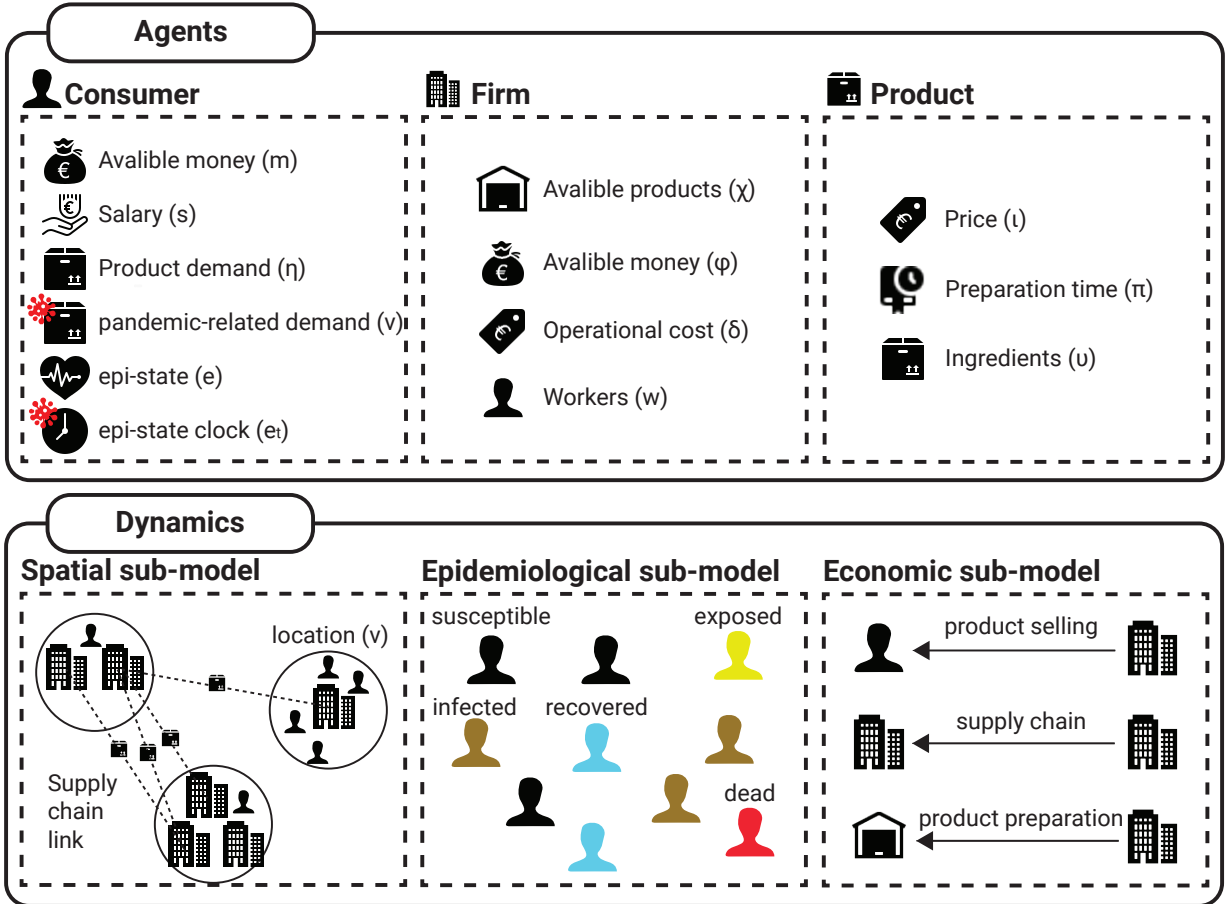 Agents
Consumer
Avalible money (m)
Salary (s)
Product demand (η)
pandemic-related demand (ν)
epi-state (e)
epi-state clock (eₜ)
Firm
Avalible products (χ)
Avalible money (φ)
Operational cost (δ)
Workers (w)
Product
Price (ι)
Preparation time (π)
Ingredients (υ)
Dynamics
Spatial sub-model
location (ν)
Supply
chain
link
Epidemiological sub-model
susceptible
exposed
infected
recovered
dead
Economic sub-model
product selling
supply chain
product preparation